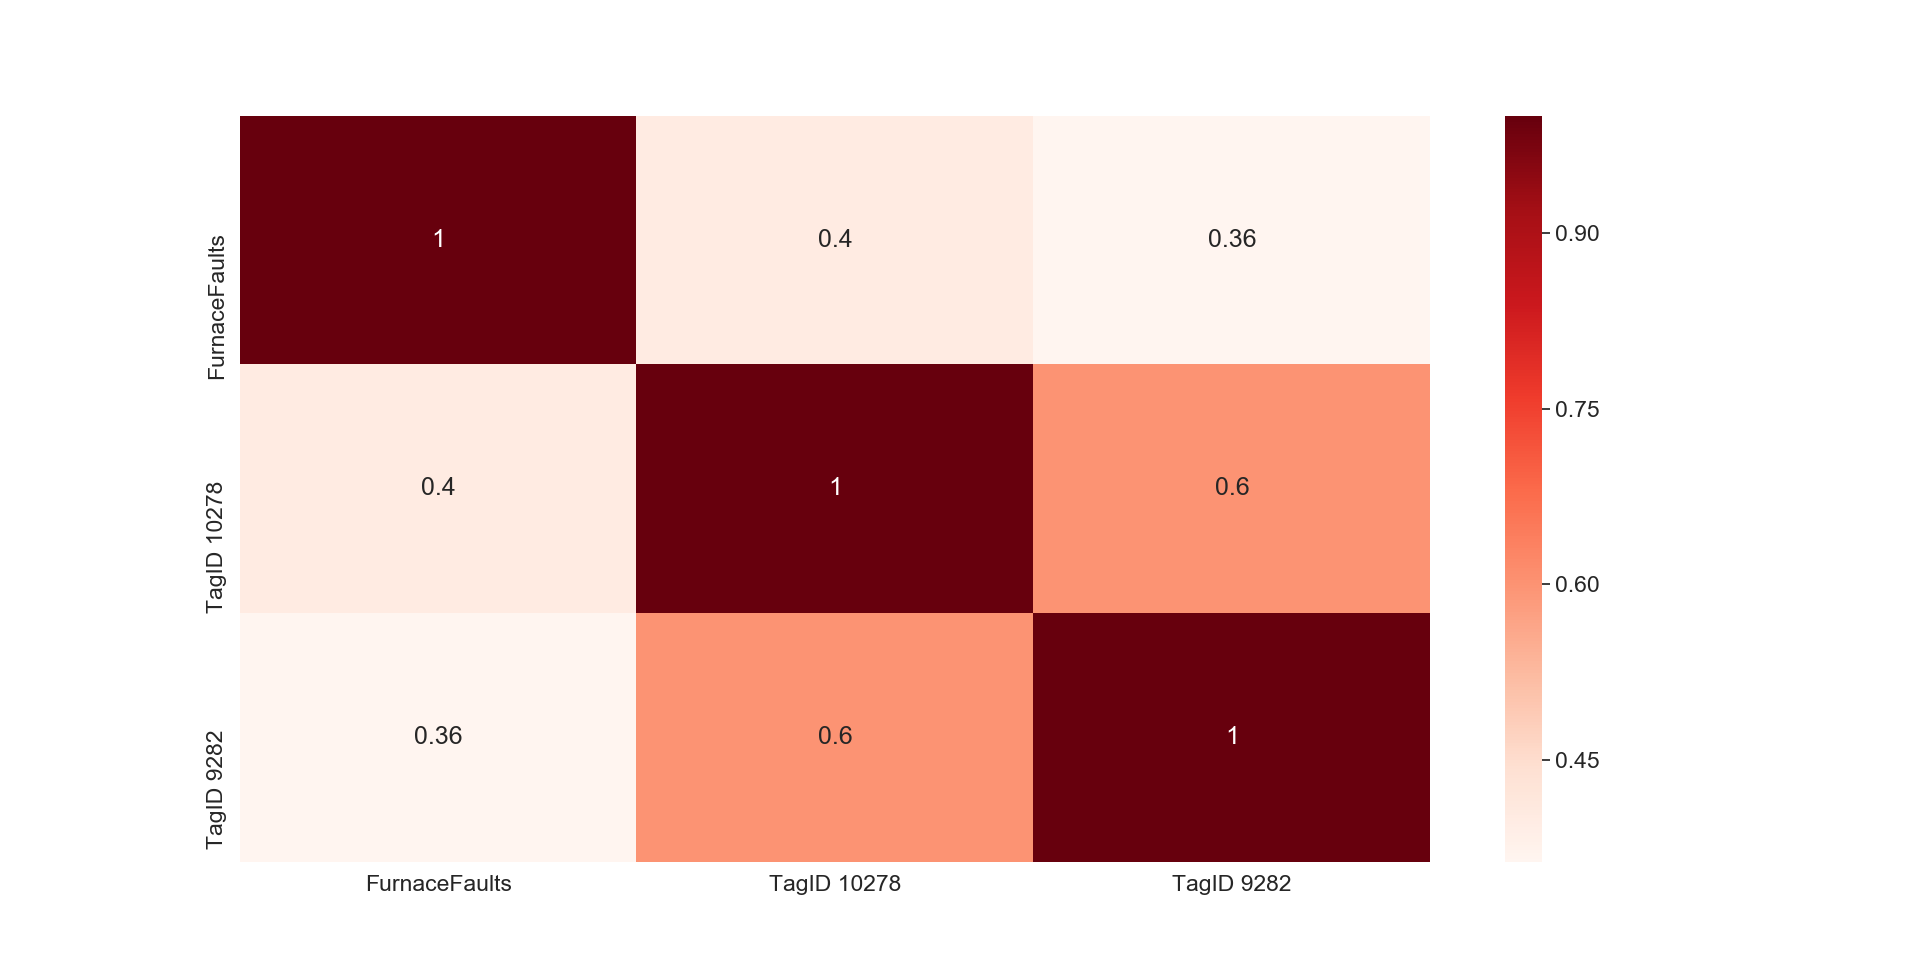 FurnaceFaults 1 0.4 0.36
TagID 10278 0.4 1 0.6
TagID 9282 0.36 0.6 1
FurnaceFaults TagID 10278 TagID 9282
0.90
0.75
0.60
0.45